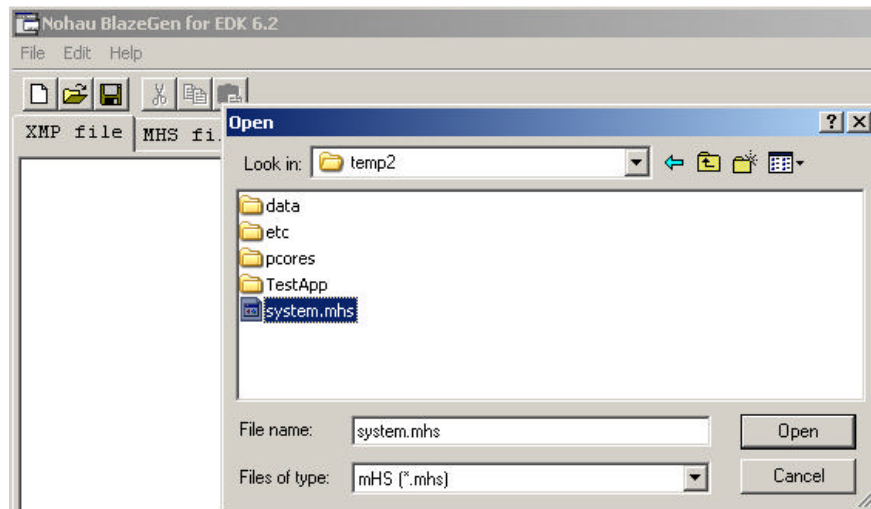 Nohau BlazeGen for EDK 6.2
File Edit Help
XMP file MHS fi
Open
Look in: temp2
data
etc
pcores
TestApp
system.mhs
File name: system.mhs Open
Files of type: mHS (*.mhs) Cancel